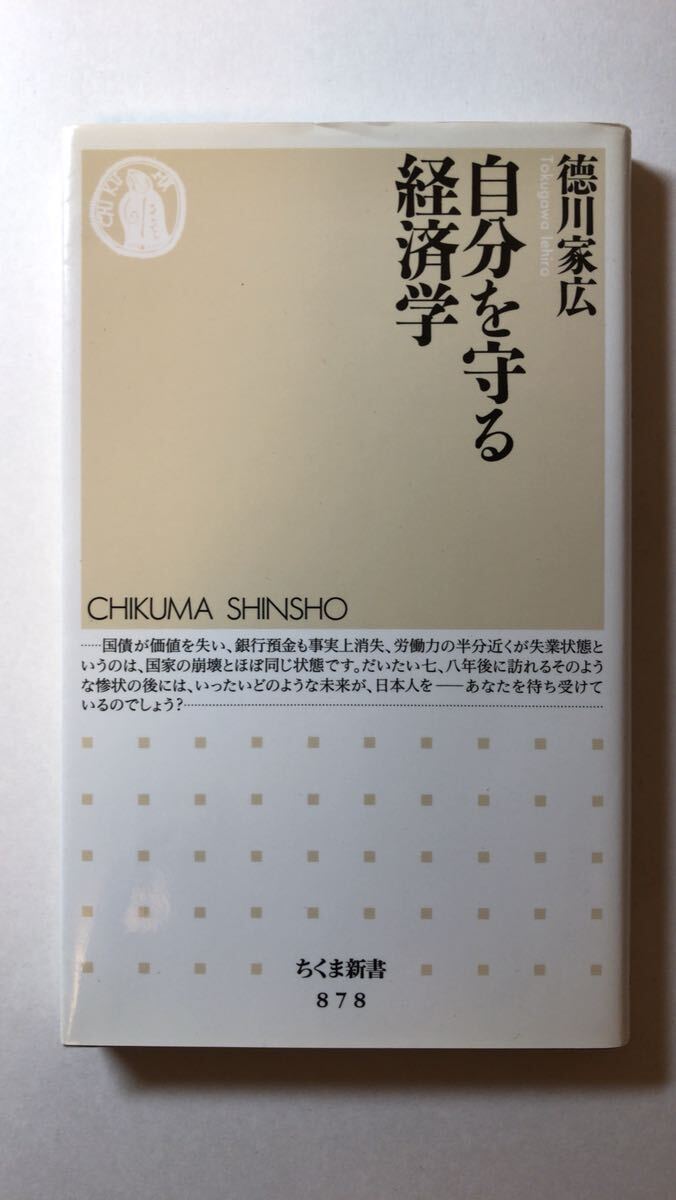 徳川家広
Tokugawa Iehiro
自分を守る
経済学
CHIKUMA SHINSHO
……国債が価値を失い、銀行預金も事実上消失、労働力の半分近くが失業状態と
いうのは、国家の崩壊とほぼ同じ状態です。だいたい七、八年後に訪れるそのよう
な惨状の後には、いったいどのような未来が、日本人を――あなたを待ち受けて
いるのでしょう？……
ちくま新書
878